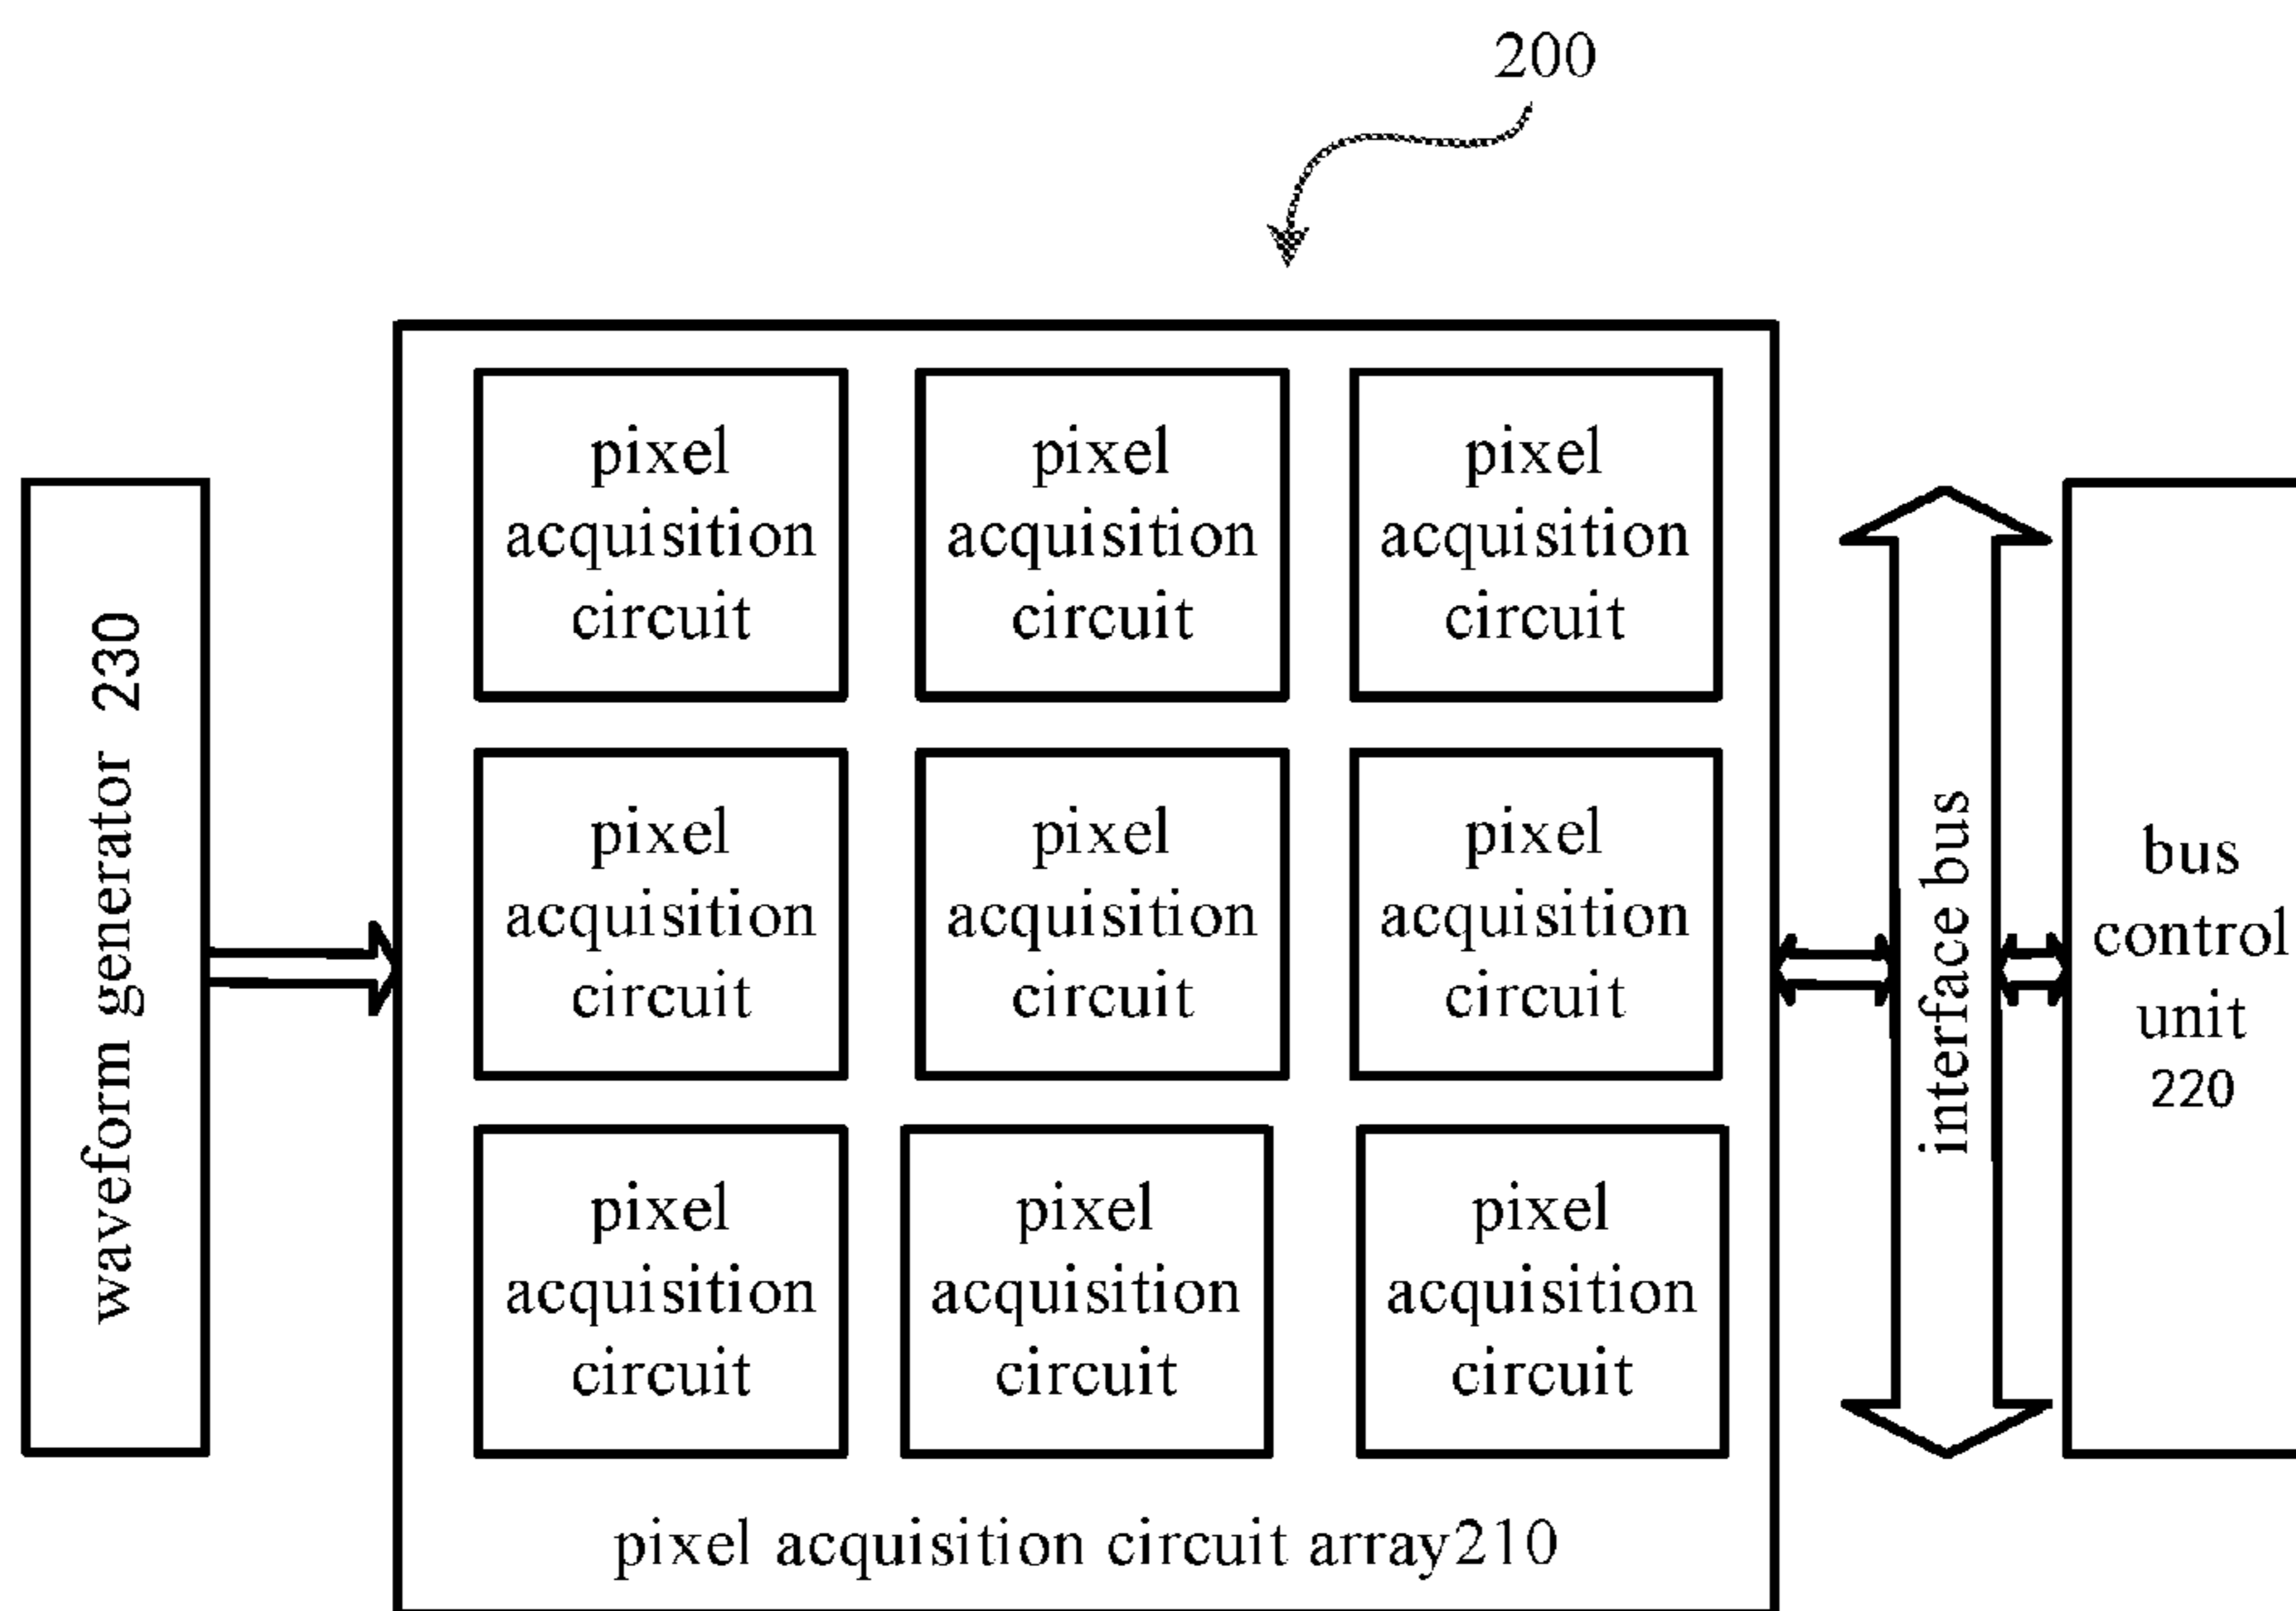 200
pixel
acquisition
circuit
pixel
acquisition
circuit
pixel
acquisition
circuit
waveform generator 230
pixel
acquisition
circuit
pixel
acquisition
circuit
pixel
acquisition
circuit
interface bus
bus
control
unit
220
pixel
acquisition
circuit
pixel
acquisition
circuit
pixel
acquisition
circuit
pixel acquisition circuit array210